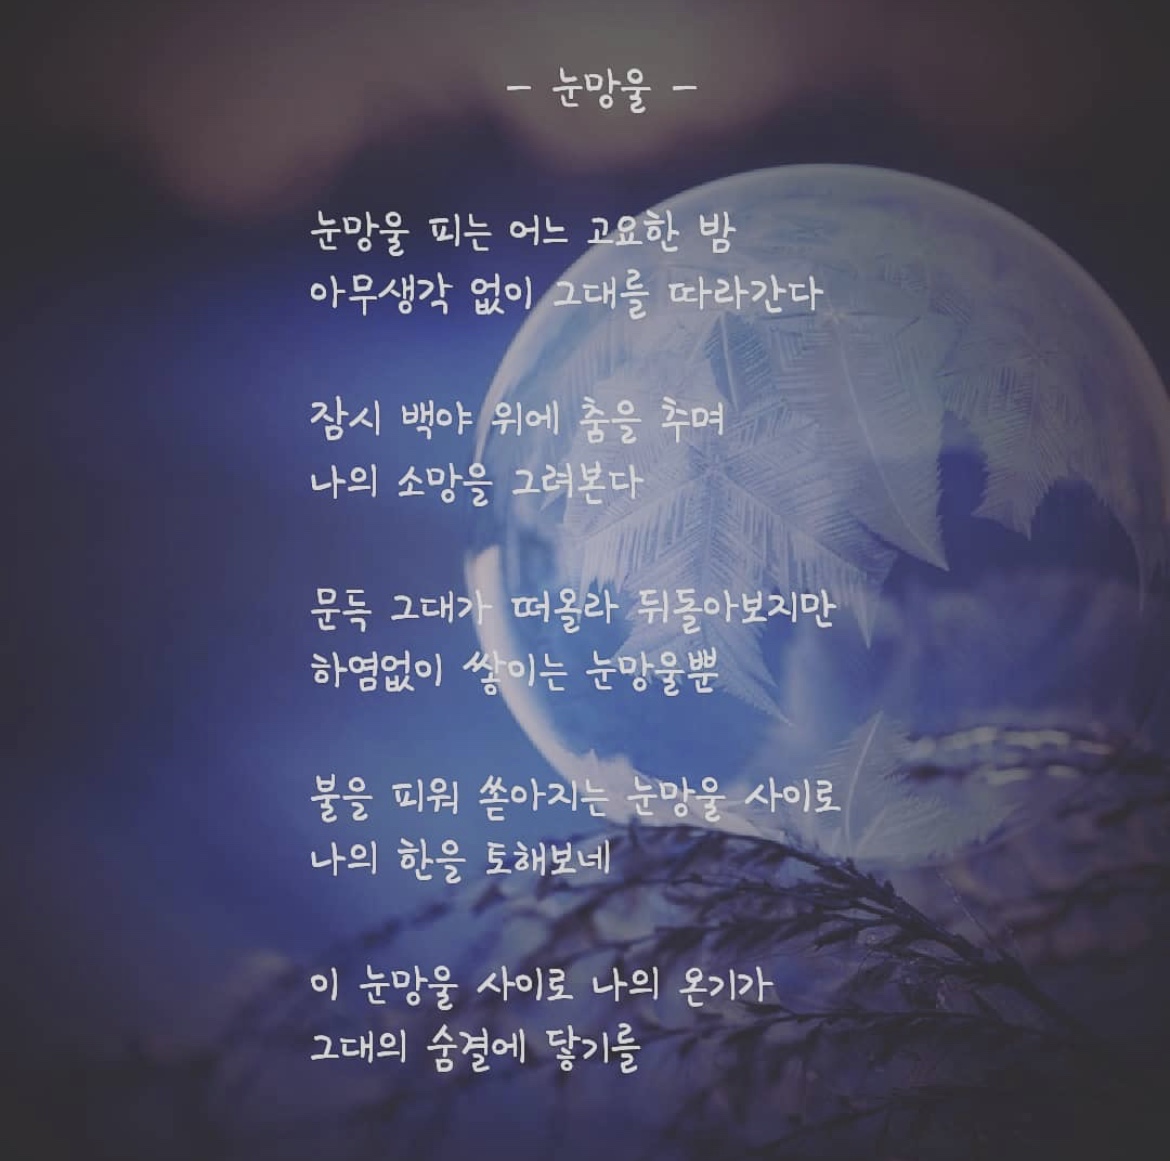 - 눈망울 -
눈망울 피는 어느 고요한 밤
아무생각 없이 그대를 따라간다
잠시 백야 위에 춤을 추며
나의 소망을 그려본다
문득 그대가 떠올라 뒤돌아보지만
하염없이 쌓이는 눈망울뿐
불을 피워 쏟아지는 눈망울 사이로
나의 한을 토해보네
이 눈망울 사이로 나의 온기가
그대의 숨결에 닿기를